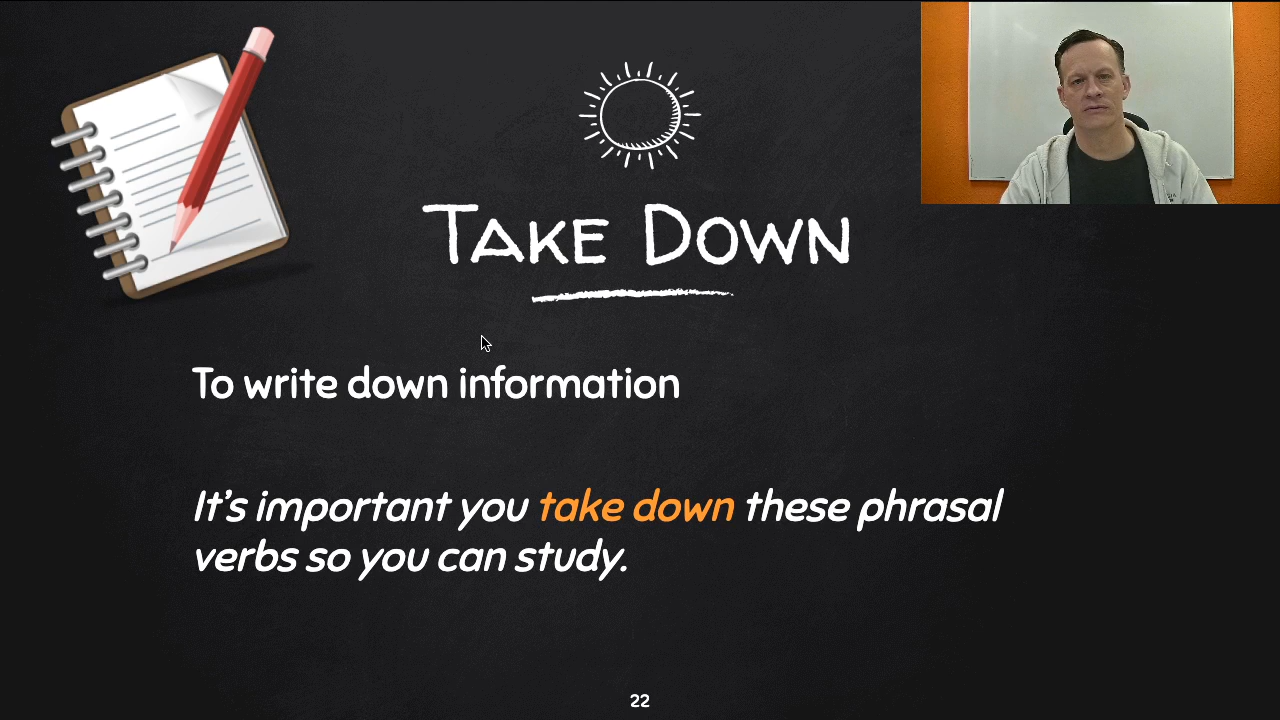 Take Down
To write down information
It's important you take down these phrasal
verbs so you can study.
22